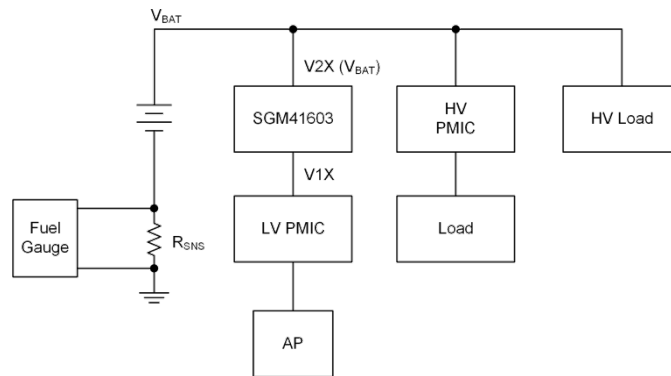 VBAT
V2X (VBAT)
SGM41603
HV
PMIC
HV Load
V1X
Fuel
Gauge
RSNS
LV PMIC
Load
AP